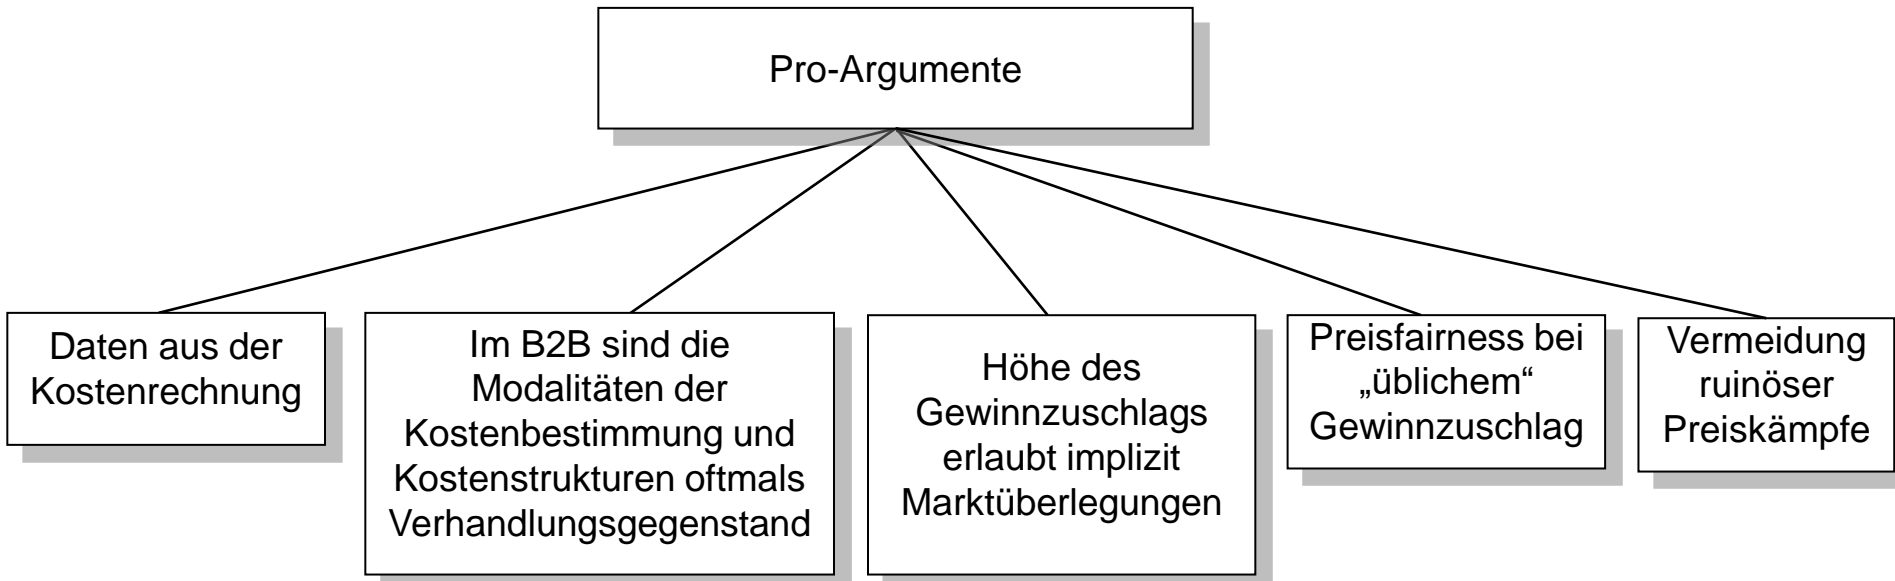 Pro-Argumente
Daten aus der
Kostenrechnung
Im B2B sind die
Modalitäten der
Kostenbestimmung und
Kostenstrukturen oftmals
Verhandlungsgegenstand
Höhe des
Gewinnzuschlags
erlaubt implizit
Marktüberlegungen
Preisfairness bei
„üblichem“
Gewinnzuschlag
Vermeidung
ruinöser
Preiskämpfe